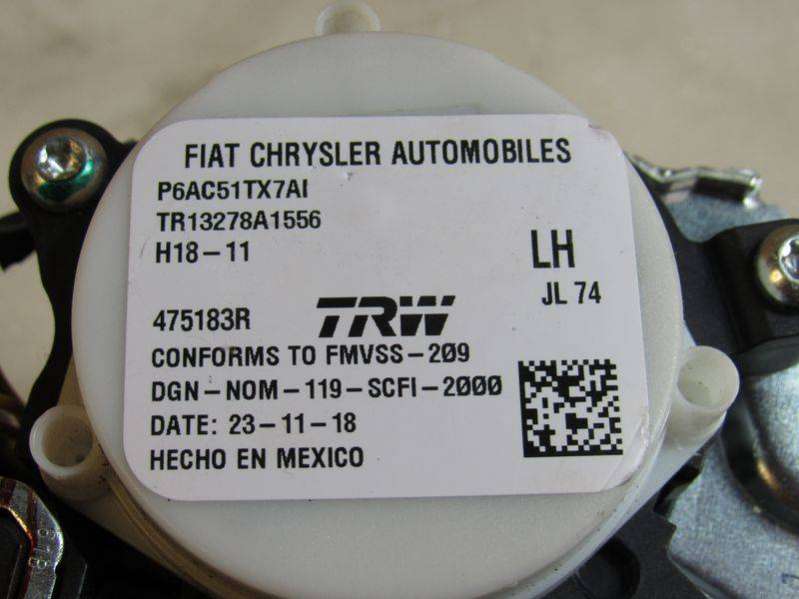 FIAT CHRYSLER AUTOMOBILES
P6AC51TX7AI
TR13278A1556
H18-11
LH
JL 74
475183R TRW
CONFORMS TO FMVSS-209
DGN-NOM-119-SCFI-2000
DATE: 23-11-18
HECHO EN MEXICO